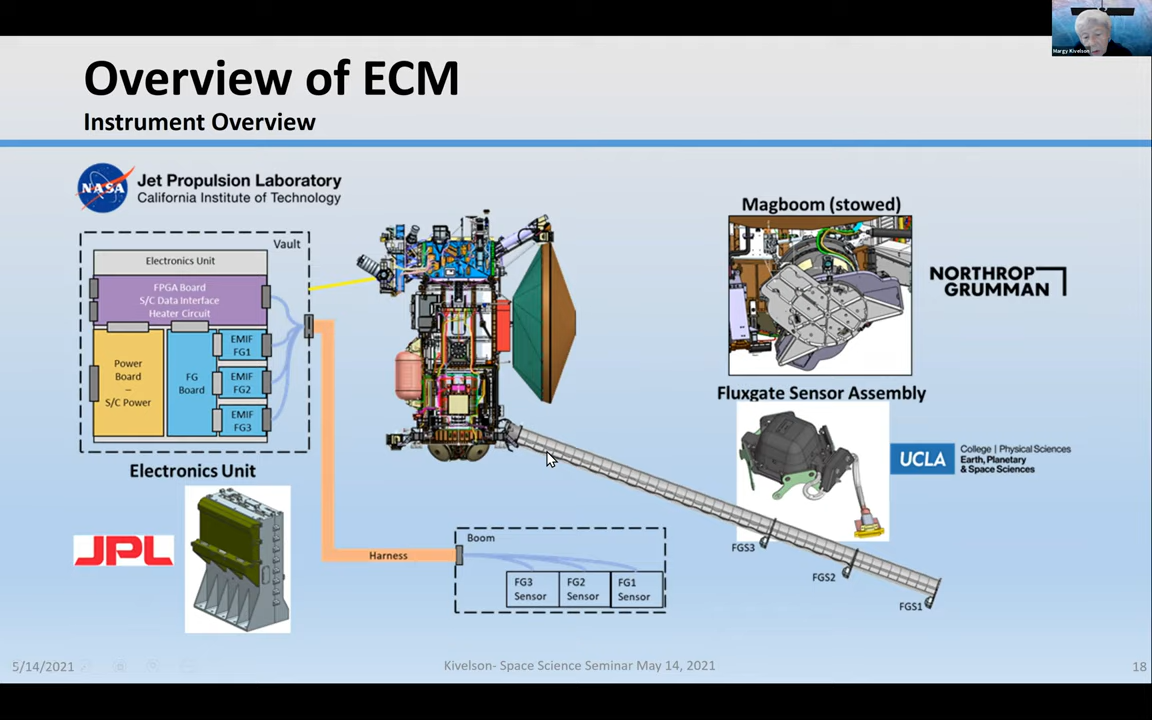 Margy Kivelson
Overview of ECM
Instrument Overview
NASA
Jet Propulsion Laboratory
California Institute of Technology
Vault
Electronics Unit
FPGA Board
S/C Data Interface
Heater Circuit
Power
Board
–
S/C Power
FG
Board
EMIF
FG1
EMIF
FG2
EMIF
FG3
Electronics Unit
JPL
Harness
Boom
FG3
Sensor
FG2
Sensor
FG1
Sensor
Magboom (stowed)
NORTHROP
GRUMMAN
Fluxgate Sensor Assembly
UCLA
College | Physical Sciences
Earth, Planetary
& Space Sciences
FGS3
FGS2
FGS1
5/14/2021
Kivelson- Space Science Seminar May 14, 2021
18